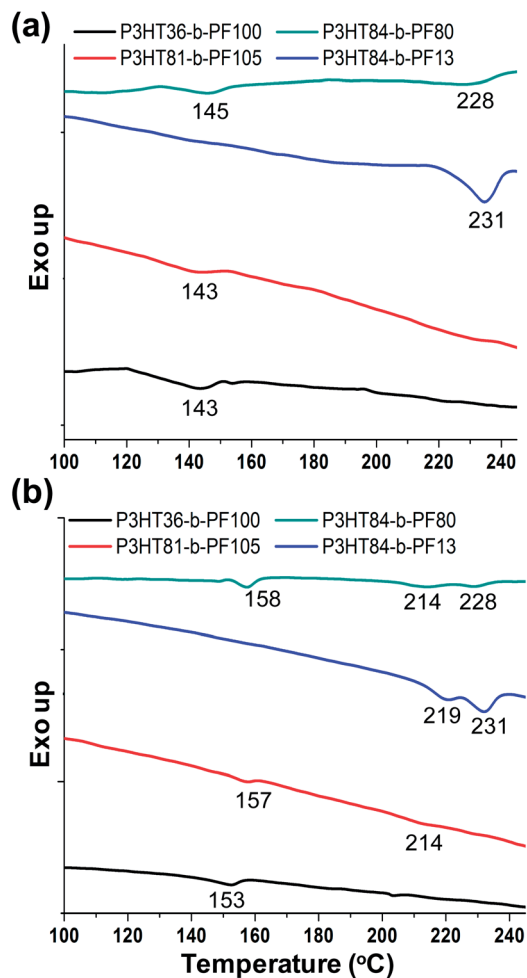 (a)
P3HT36-b-PF100 P3HT84-b-PF80
P3HT81-b-PF105 P3HT84-b-PF13
145
228
231
143
143
Exo up
100 120 140 160 180 200 220 240
(b)
P3HT36-b-PF100 P3HT84-b-PF80
P3HT81-b-PF105 P3HT84-b-PF13
158 214 228
219 231
157
214
153
Exo up
100 120 140 160 180 200 220 240
Temperature (°C)